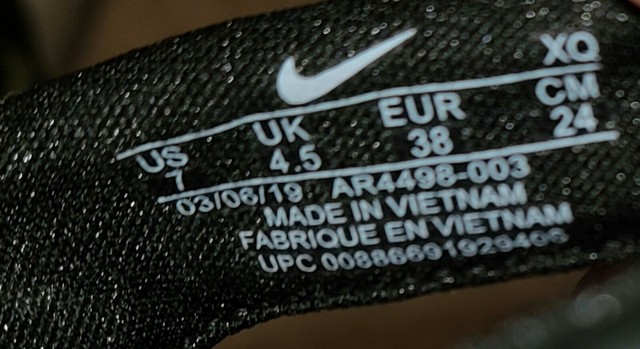 XQ
US UK EUR CM
7 4.5 38 24
03/06/19 AR4498-003
MADE IN VIETNAM
FABRIQUE EN VIETNAM
UPC